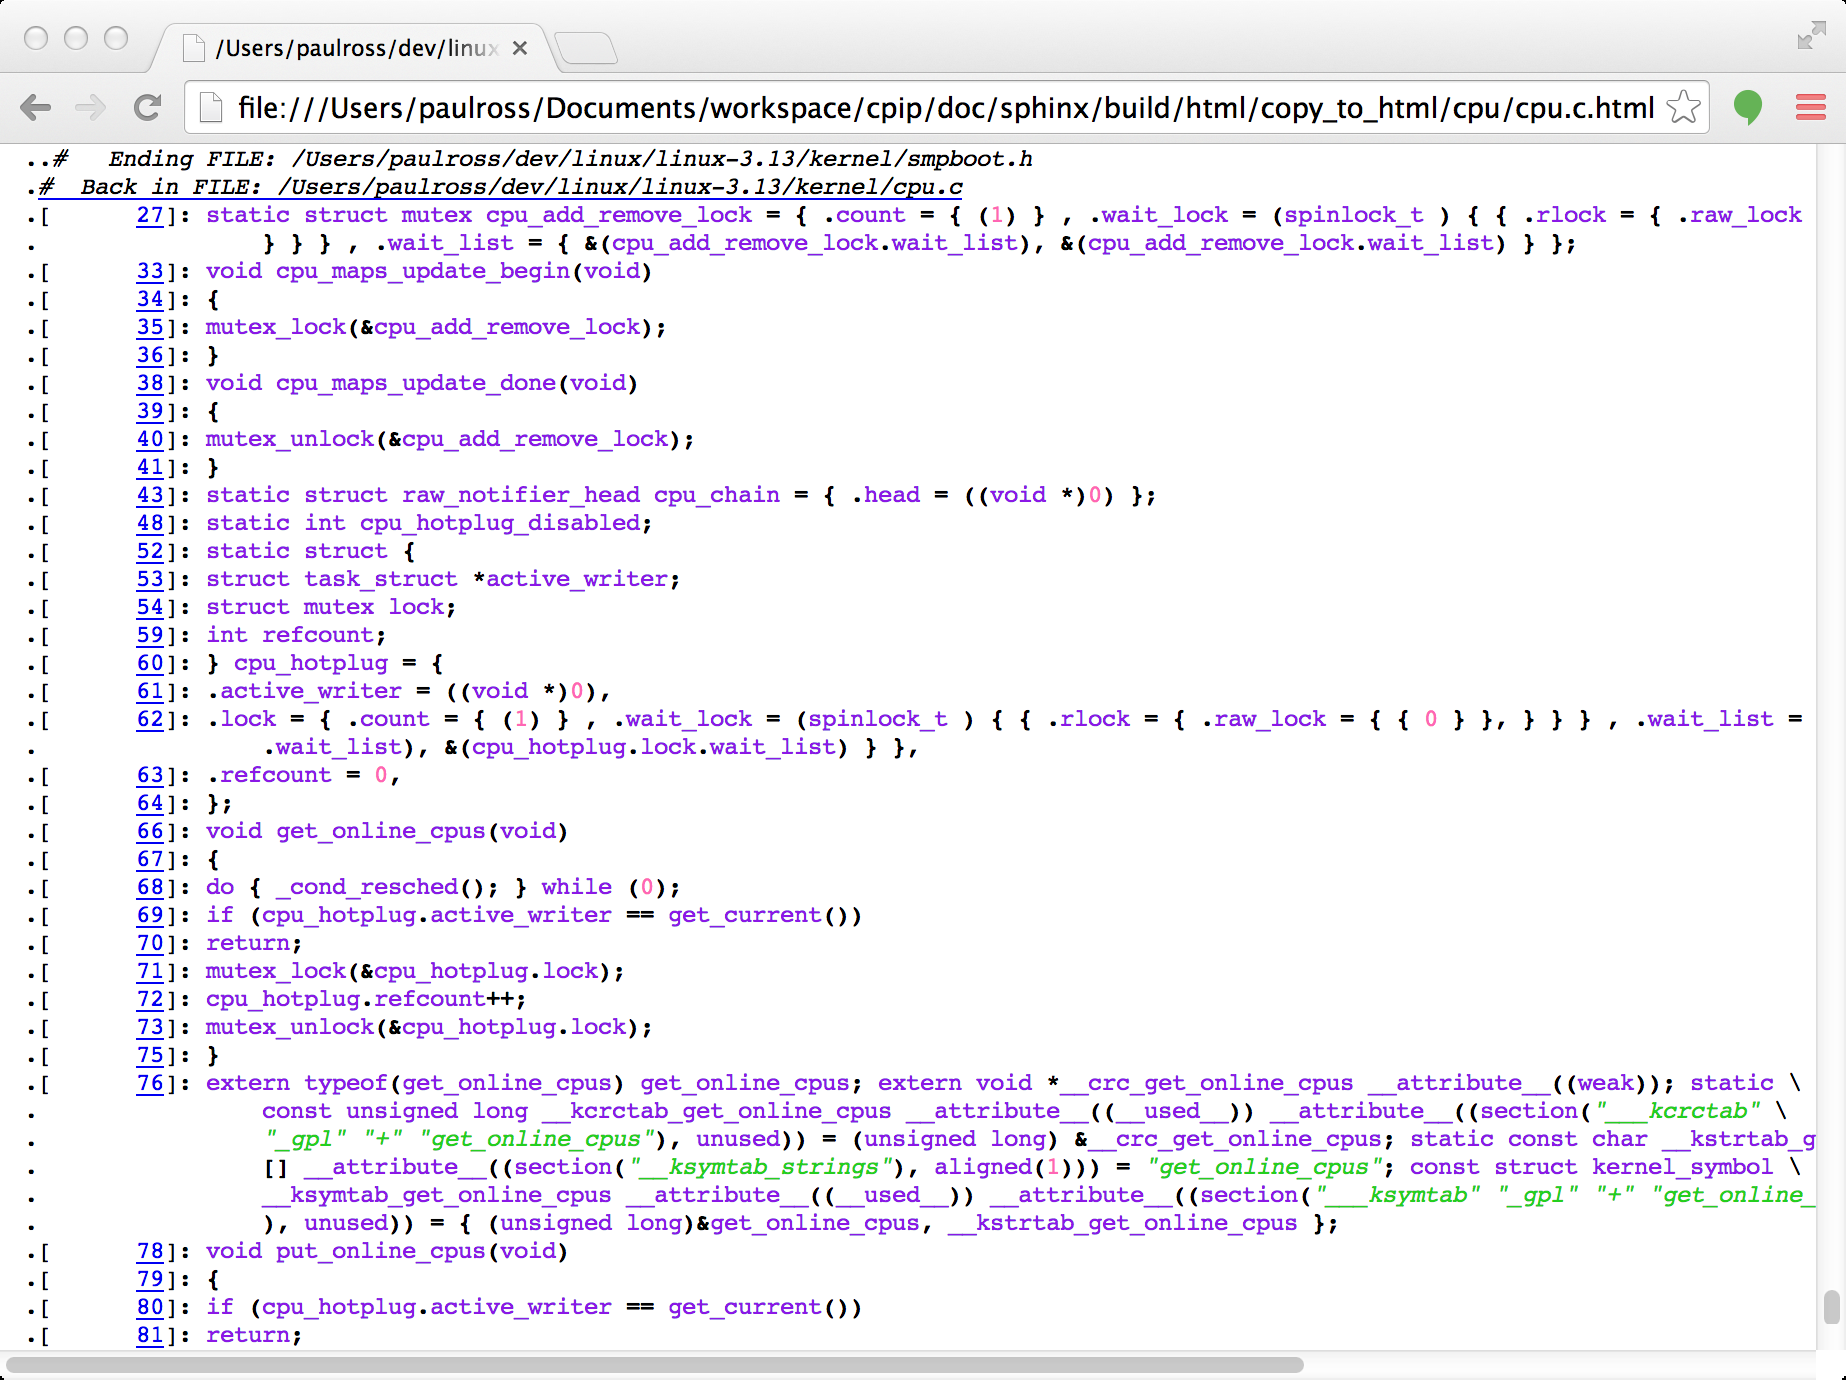 /Users/paulross/dev/linux
file:///Users/paulross/Documents/workspace/cpip/doc/sphinx/build/html/copy_to_html/cpu/cpu.c.html
..#   Ending FILE: /Users/paulross/dev/linux/linux-3.13/kernel/smpboot.h
.#  Back in FILE: /Users/paulross/dev/linux/linux-3.13/kernel/cpu.c
.[      27]: static struct mutex cpu_add_remove_lock = { .count = { (1) } , .wait_lock = (spinlock_t ) { { .rlock = { .raw_lock
.            } } } , .wait_list = { &(cpu_add_remove_lock.wait_list), &(cpu_add_remove_lock.wait_list) } };
.[      33]: void cpu_maps_update_begin(void)
.[      34]: {
.[      35]: mutex_lock(&cpu_add_remove_lock);
.[      36]: }
.[      38]: void cpu_maps_update_done(void)
.[      39]: {
.[      40]: mutex_unlock(&cpu_add_remove_lock);
.[      41]: }
.[      43]: static struct raw_notifier_head cpu_chain = { .head = ((void *)0) };
.[      48]: static int cpu_hotplug_disabled;
.[      52]: static struct {
.[      53]: struct task_struct *active_writer;
.[      54]: struct mutex lock;
.[      59]: int refcount;
.[      60]: } cpu_hotplug = {
.[      61]: .active_writer = ((void *)0),
.[      62]: .lock = { .count = { (1) } , .wait_lock = (spinlock_t ) { { .rlock = { .raw_lock = { { 0 } }, } } } , .wait_list =
.            .wait_list), &(cpu_hotplug.lock.wait_list) } },
.[      63]: .refcount = 0,
.[      64]: };
.[      66]: void get_online_cpus(void)
.[      67]: {
.[      68]: do { _cond_resched(); } while (0);
.[      69]: if (cpu_hotplug.active_writer == get_current())
.[      70]: return;
.[      71]: mutex_lock(&cpu_hotplug.lock);
.[      72]: cpu_hotplug.refcount++;
.[      73]: mutex_unlock(&cpu_hotplug.lock);
.[      75]: }
.[      76]: extern typeof(get_online_cpus) get_online_cpus; extern void *__crc_get_online_cpus __attribute__((weak)); static \
.            const unsigned long __kcrctab_get_online_cpus __attribute__((__used__)) __attribute__((section("___kcrctab" \
.            "_gpl" "+" "get_online_cpus"), unused)) = (unsigned long) &__crc_get_online_cpus; static const char __kstrtab_g
.            [] __attribute__((section("__ksymtab_strings"), aligned(1))) = "get_online_cpus"; const struct kernel_symbol \
.            __ksymtab_get_online_cpus __attribute__((__used__)) __attribute__((section("___ksymtab" "_gpl" "+" "get_online_
.            ), unused)) = { (unsigned long)&get_online_cpus, __kstrtab_get_online_cpus };
.[      78]: void put_online_cpus(void)
.[      79]: {
.[      80]: if (cpu_hotplug.active_writer == get_current())
.[      81]: return;